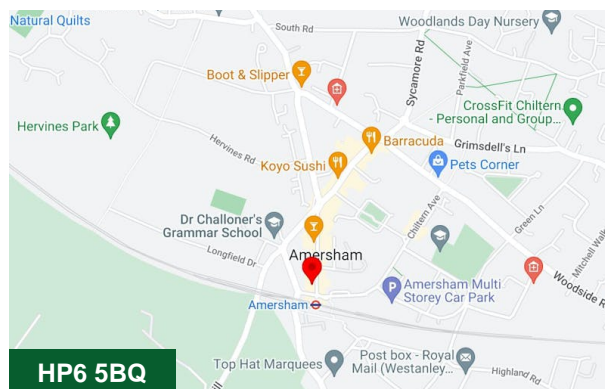 Natural Quilts
South Rd
Woodlands Day Nursery
Parkfield Ave
Sycamore Rd
Boot & Slipper
CrossFit Chiltern
- Personal and Group...
Hervines Park
Hervines Rd
Barracuda
Grimsdell's Ln
Koyo Sushi
Pets Corner
Chiltern Ave
Green Ln
Mitchell Walk
Dr Challoner's
Grammar School
Longfield Dr
Amersham
Woodside Rd
Amersham Multi
Storey Car Park
P
Amersham
Top Hat Marquees
Post box - Royal
Mail (Westanley...
Highland Rd
HP6 5BQ